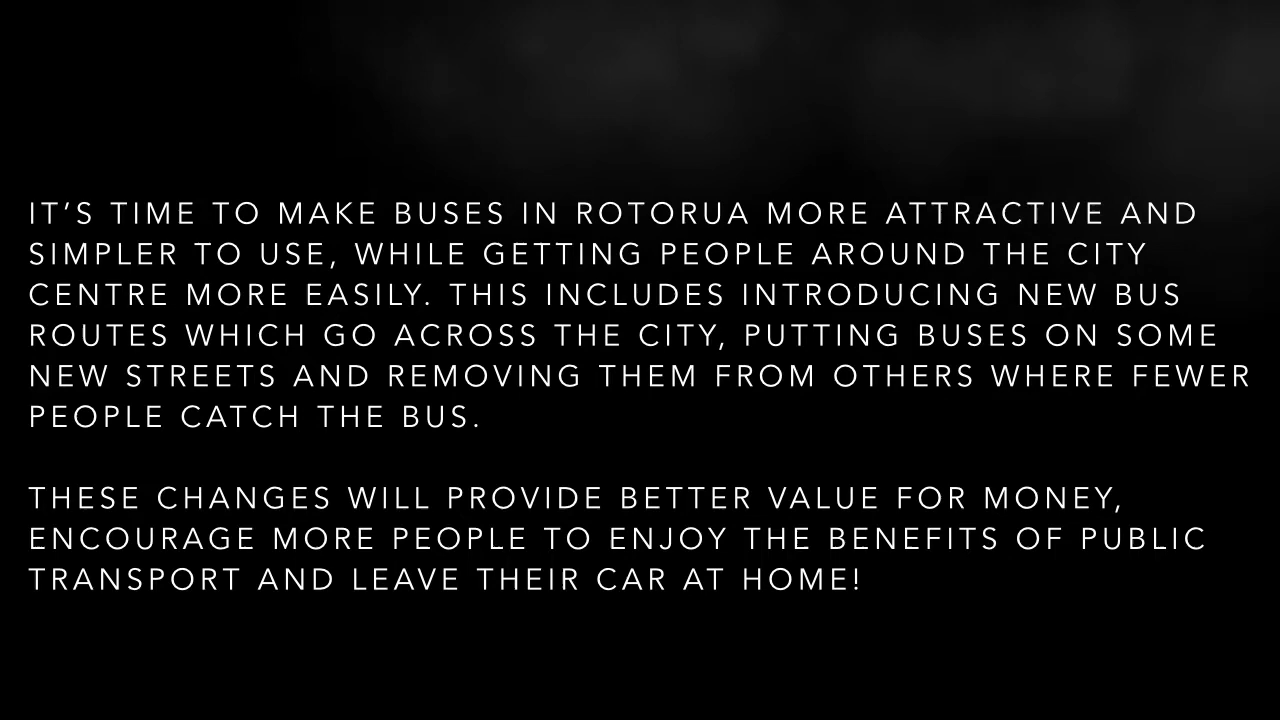 IT’S TIME TO MAKE BUSES IN ROTORUA MORE ATTRACTIVE AND
SIMPLER TO USE, WHILE GETTING PEOPLE AROUND THE CITY
CENTRE MORE EASILY. THIS INCLUDES INTRODUCING NEW BUS
ROUTES WHICH GO ACROSS THE CITY, PUTTING BUSES ON SOME
NEW STREETS AND REMOVING THEM FROM OTHERS WHERE FEWER
PEOPLE CATCH THE BUS.
THESE CHANGES WILL PROVIDE BETTER VALUE FOR MONEY,
ENCOURAGE MORE PEOPLE TO ENJOY THE BENEFITS OF PUBLIC
TRANSPORT AND LEAVE THEIR CAR AT HOME!